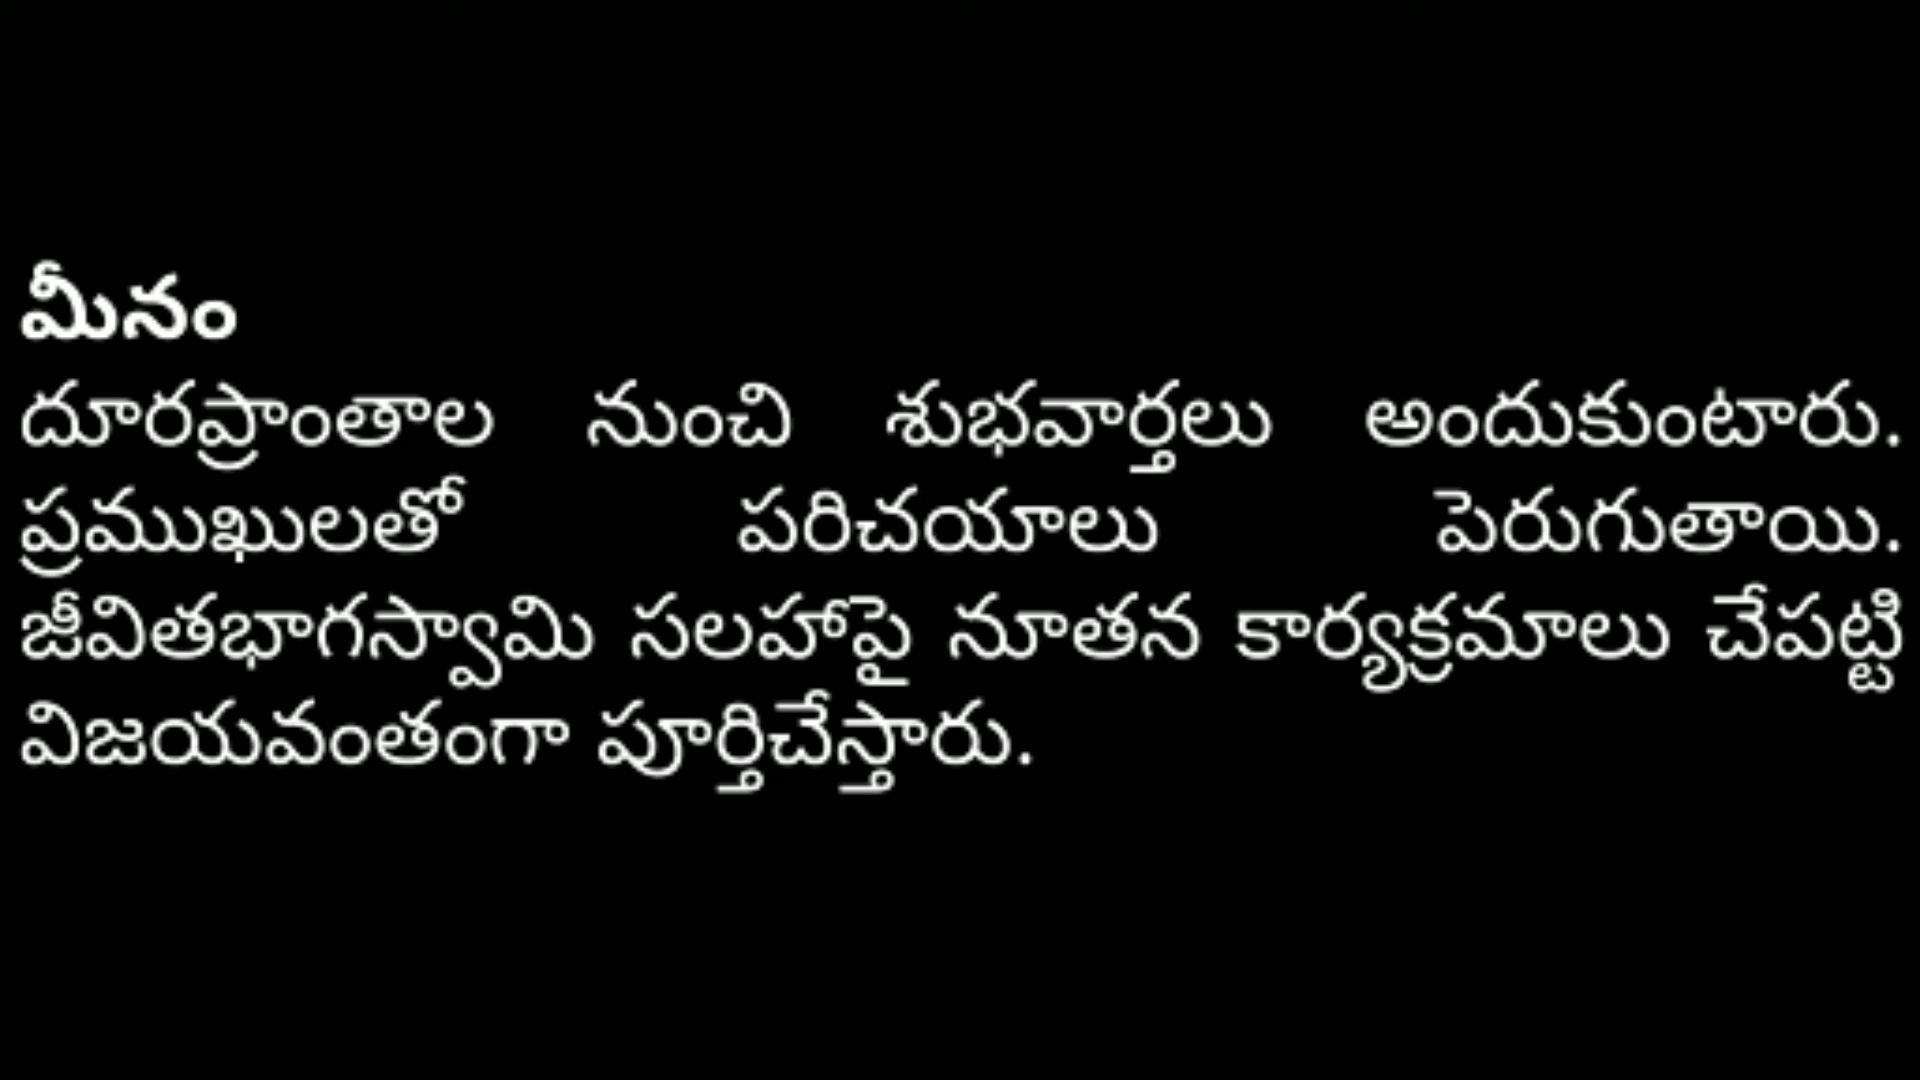 మీనం
దూరప్రాంతాల నుంచి శుభవార్తలు అందుకుంటారు.
ప్రముఖులతో పరిచయాలు పెరుగుతాయి.
జీవితభాగస్వామి సలహాపై నూతన కార్యక్రమాలు చేపట్టి
విజయవంతంగా పూర్తిచేస్తారు.